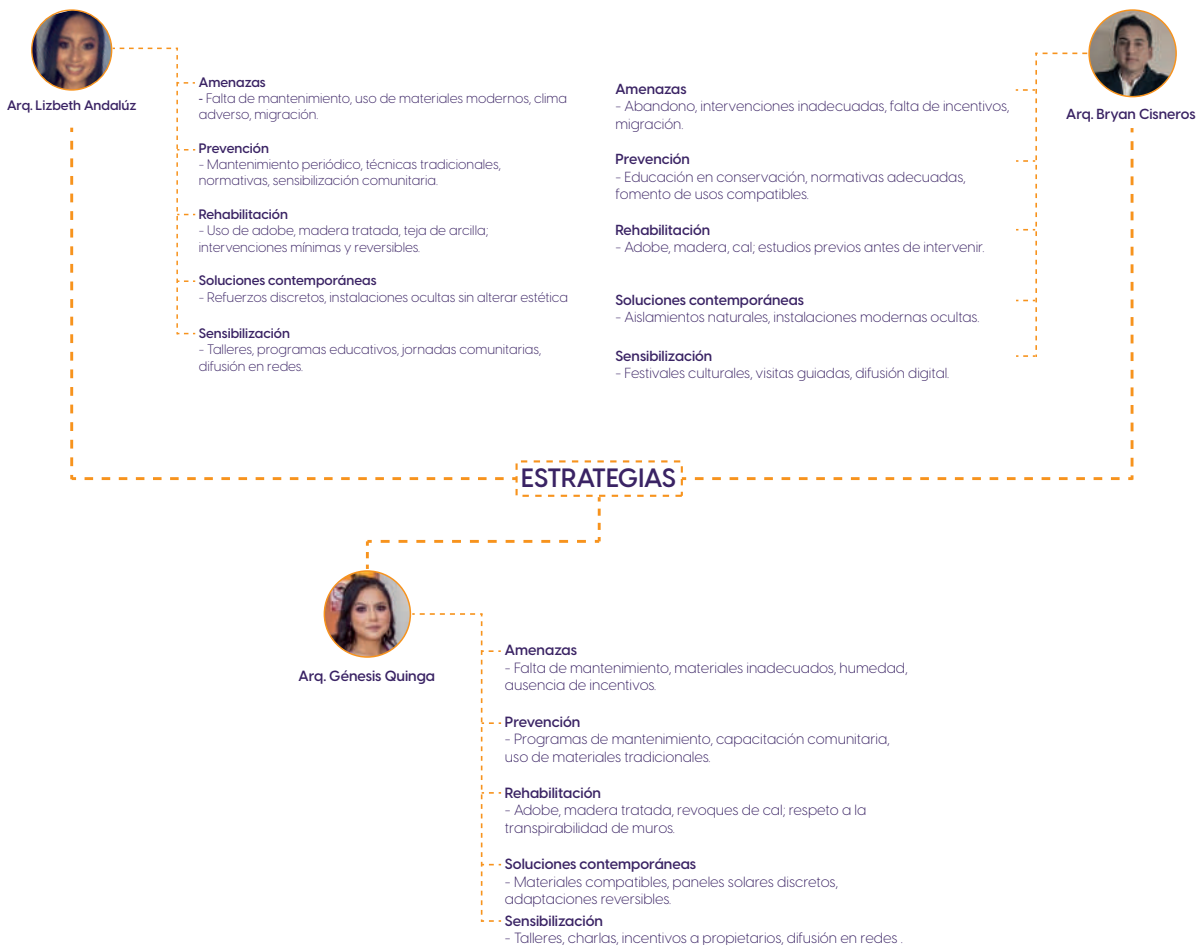 Arq. Lizbeth Andalúz
Amenazas
- Falta de mantenimiento, uso de materiales modernos, clima
adverso, migración.
Prevención
- Mantenimiento periódico, técnicas tradicionales,
normativas, sensibilización comunitaria.
Rehabilitación
- Uso de adobe, madera tratada, teja de arcilla;
intervenciones mínimas y reversibles.
Soluciones contemporáneas
- Refuerzos discretos, instalaciones ocultas sin alterar estética
Sensibilización
- Talleres, programas educativos, jornadas comunitarias,
difusión en redes.
Arq. Bryan Cisneros
Amenazas
- Abandono, intervenciones inadecuadas, falta de incentivos,
migración.
Prevención
- Educación en conservación, normativas adecuadas,
fomento de usos compatibles.
Rehabilitación
- Adobe, madera, cal; estudios previos antes de intervenir.
Soluciones contemporáneas
- Aislamientos naturales, instalaciones modernas ocultas.
Sensibilización
- Festivales culturales, visitas guiadas, difusión digital.
ESTRATEGIAS
Arq. Génesis Quinga
Amenazas
- Falta de mantenimiento, materiales inadecuados, humedad,
ausencia de incentivos.
Prevención
- Programas de mantenimiento, capacitación comunitaria,
uso de materiales tradicionales.
Rehabilitación
- Adobe, madera tratada, revoques de cal; respeto a la
transpirabilidad de muros.
Soluciones contemporáneas
- Materiales compatibles, paneles solares discretos,
adaptaciones reversibles.
Sensibilización
- Talleres, charlas, incentivos a propietarios, difusión en redes .